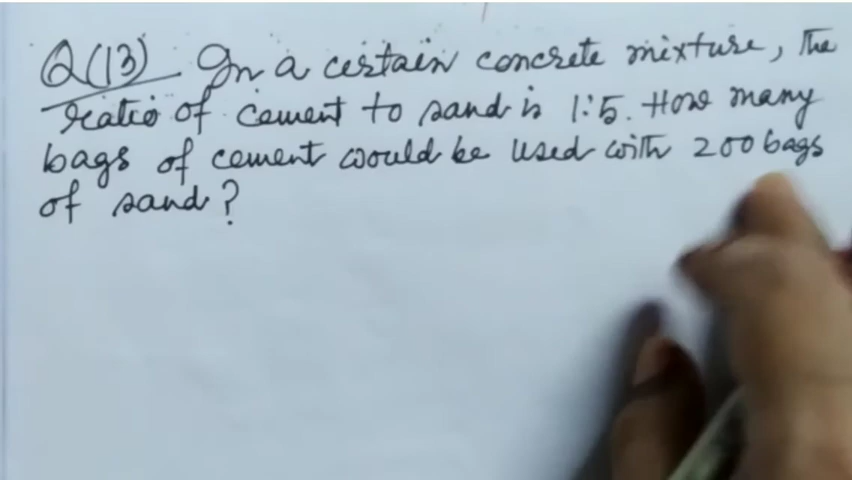 Q(13) In a certain concrete mixture, The
ratio of cement to sand is 1:5. How many
bags of cement would be used with 200 bags
of sand?